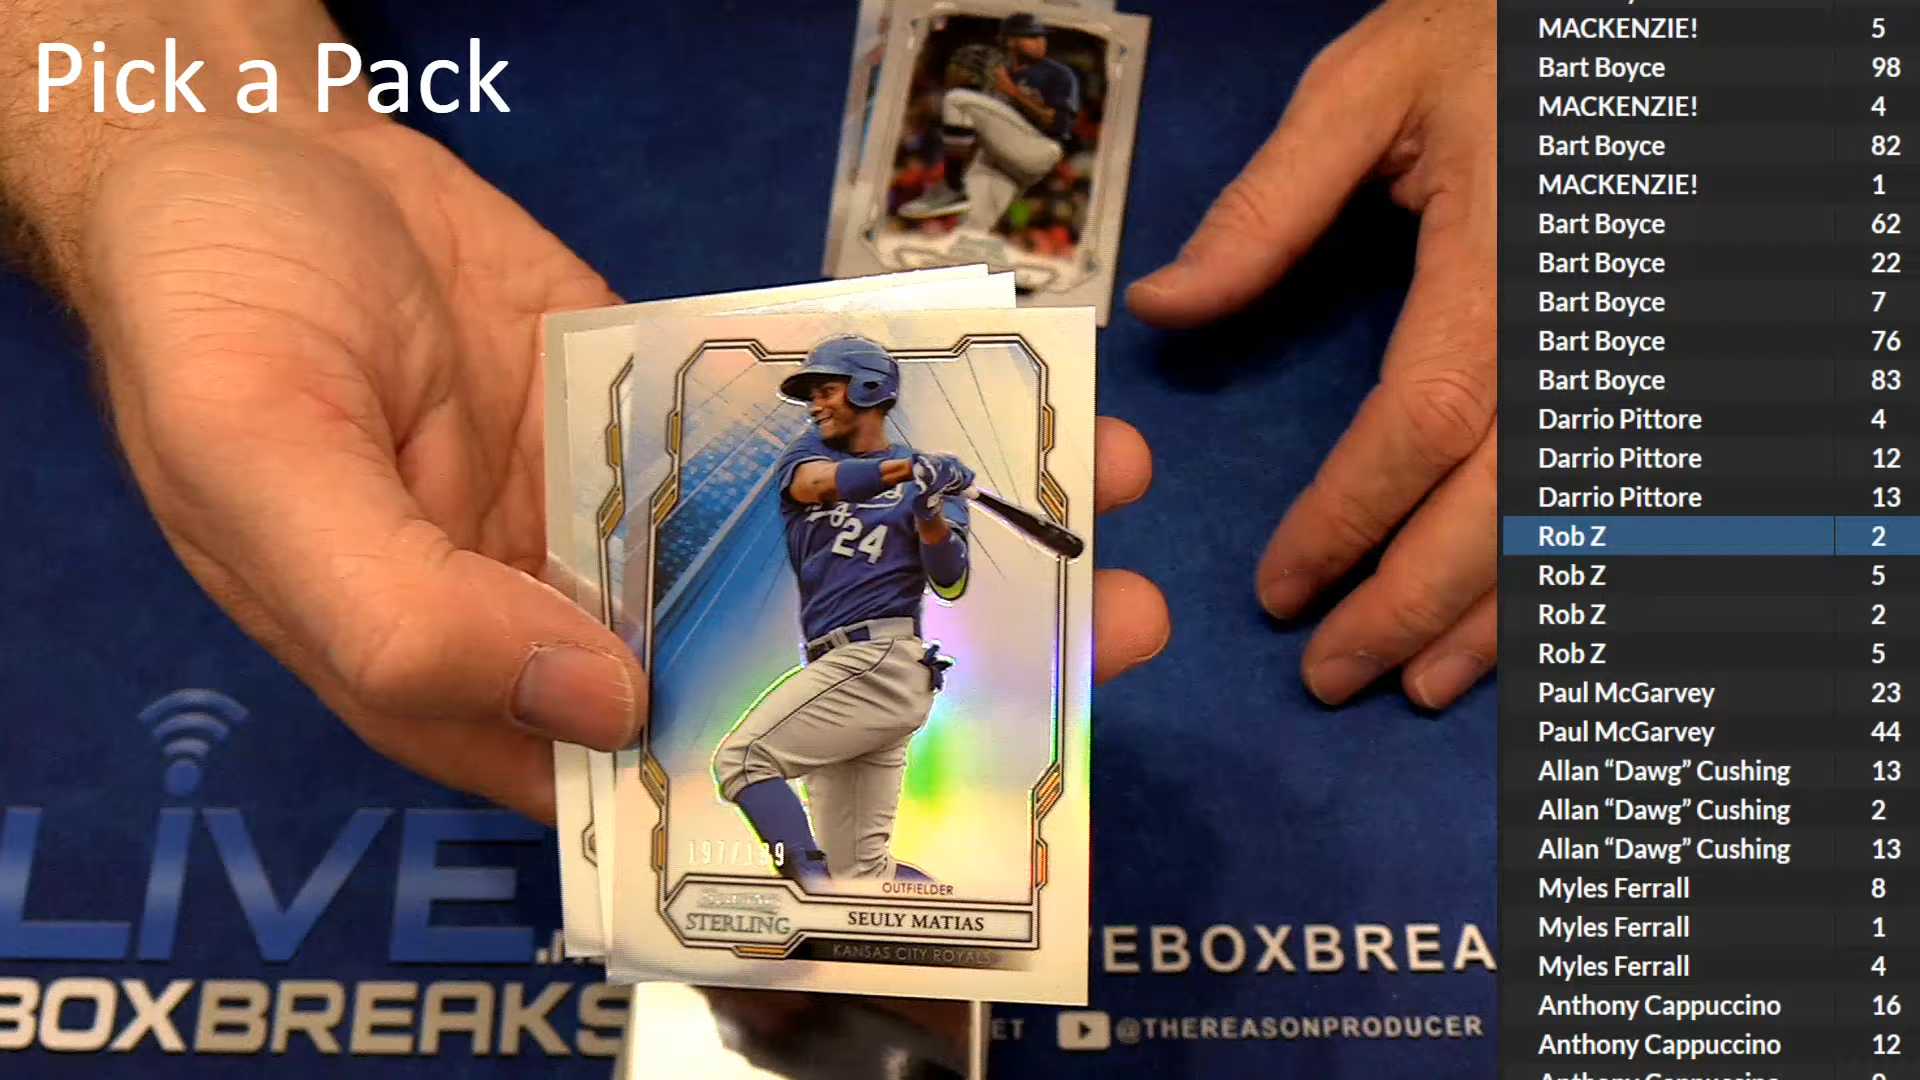 Pick a Pack
24
197/199
OUTFIELDER
STERLING
SEULY MATIAS
KANSAS CITY ROYALS
LIVE
BOXBREAKS
EBOXBREA
ET
@THEREASONPRODUCER
MACKENZIE! 5
Bart Boyce 98
MACKENZIE! 4
Bart Boyce 82
MACKENZIE! 1
Bart Boyce 62
Bart Boyce 22
Bart Boyce 7
Bart Boyce 76
Bart Boyce 83
Darrio Pittore 4
Darrio Pittore 12
Darrio Pittore 13
Rob Z 2
Rob Z 5
Rob Z 2
Rob Z 5
Paul McGarvey 23
Paul McGarvey 44
Allan “Dawg” Cushing 13
Allan “Dawg” Cushing 2
Allan “Dawg” Cushing 13
Myles Ferrall 8
Myles Ferrall 1
Myles Ferrall 4
Anthony Cappuccino 16
Anthony Cappuccino 12